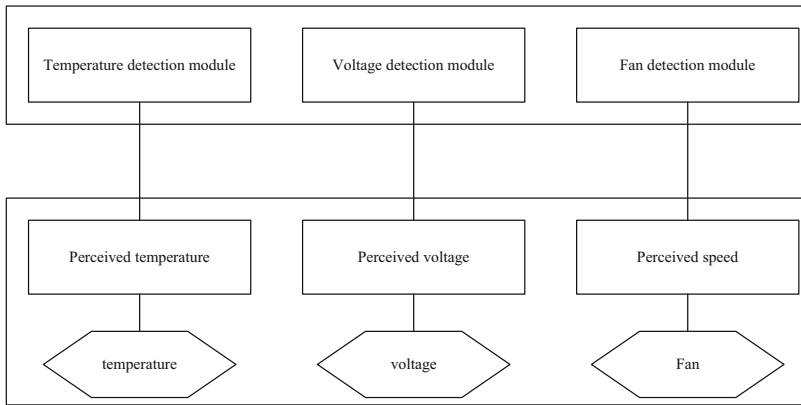 Temperature detection module
Voltage detection module
Fan detection module
Perceived temperature
Perceived voltage
Perceived speed
temperature
voltage
Fan